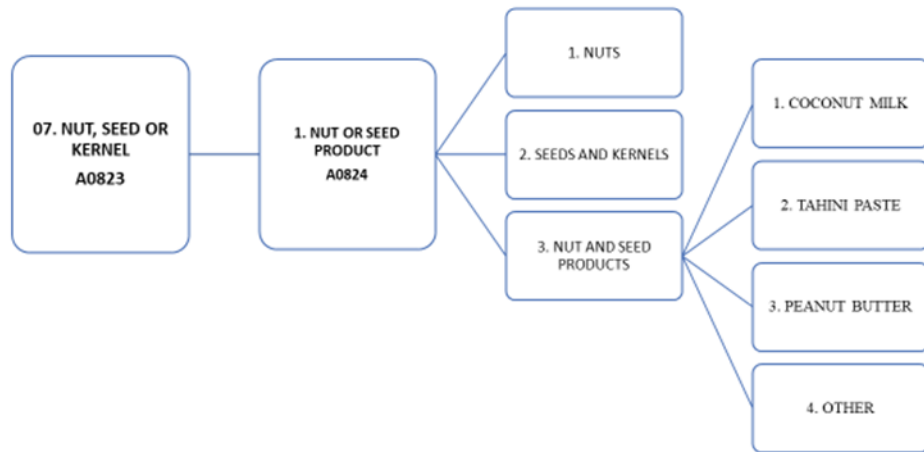 07. NUT, SEED OR
KERNEL
A0823
1. NUT OR SEED
PRODUCT
A0824
1. NUTS
2. SEEDS AND KERNELS
3. NUT AND SEED
PRODUCTS
1. COCONUT MILK
2. TAHINI PASTE
3. PEANUT BUTTER
4. OTHER